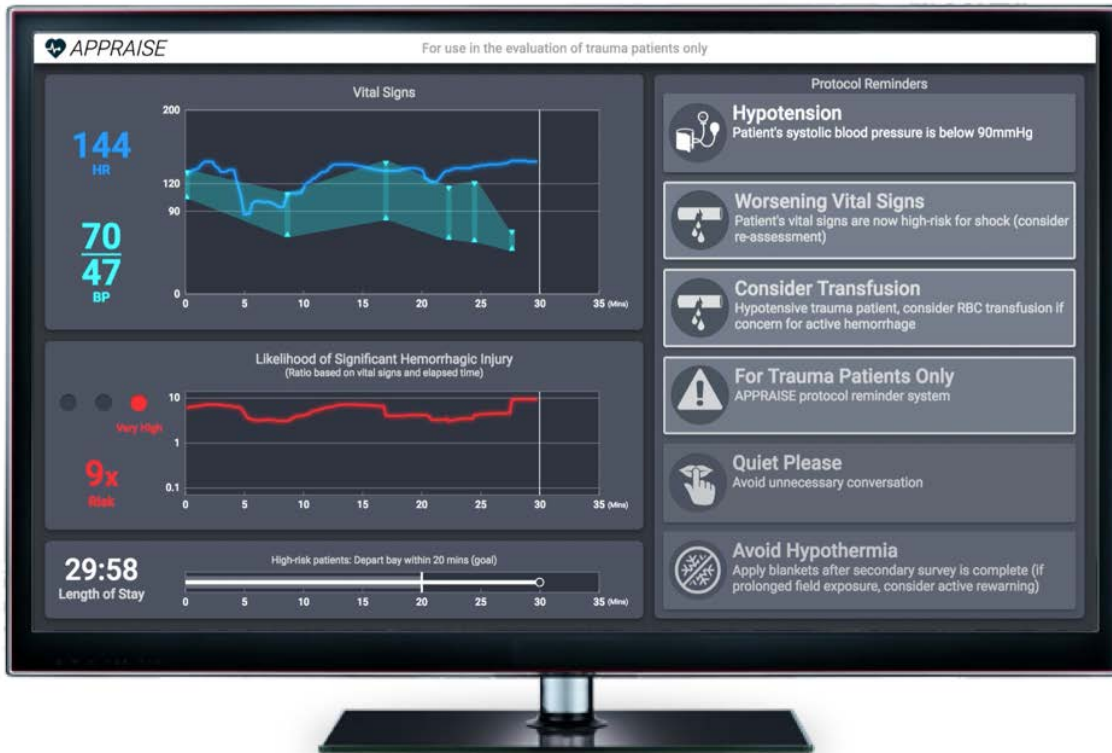 APPRAISE
For use in the evaluation of trauma patients only
Vital Signs
200
144
HR
120
90
70
47
BP
0
0 5 10 15 20 25 30 35 (Mins)
Likelihood of Significant Hemorrhagic Injury
(Ratio based on vital signs and elapsed time)
10
Very High
1
9x
Risk
0.1
0 5 10 15 20 25 30 35 (Mins)
29:58
Length of Stay
High-risk patients: Depart bay within 20 mins (goal)
0 5 10 15 20 25 30 35 (Mins)
Protocol Reminders
Hypotension
Patient's systolic blood pressure is below 90mmHg
Worsening Vital Signs
Patient's vital signs are now high-risk for shock (consider
re-assessment)
Consider Transfusion
Hypotensive trauma patient, consider RBC transfusion if
concern for active hemorrhage
For Trauma Patients Only
APPRAISE protocol reminder system
Quiet Please
Avoid unnecessary conversation
Avoid Hypothermia
Apply blankets after secondary survey is complete (if
prolonged field exposure, consider active rewarning)